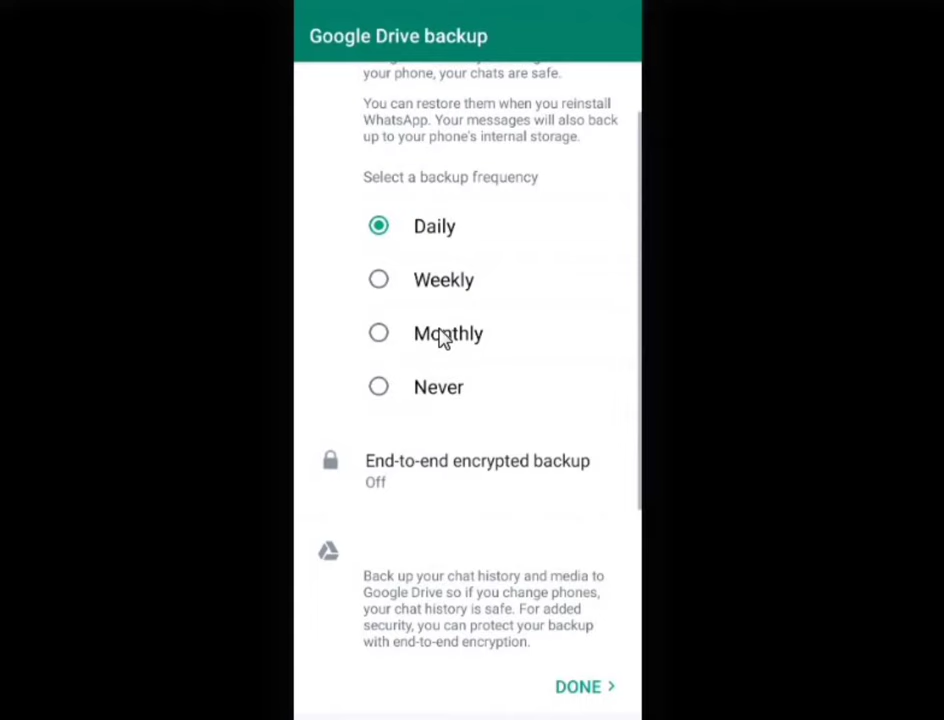 Google Drive backup
your phone, your chats are safe.
You can restore them when you reinstall
WhatsApp. Your messages will also back
up to your phone's internal storage.
Select a backup frequency
Daily
Weekly
Monthly
Never
End-to-end encrypted backup
Off
Back up your chat history and media to
Google Drive so if you change phones,
your chat history is safe. For added
security, you can protect your backup
with end-to-end encryption.
DONE >